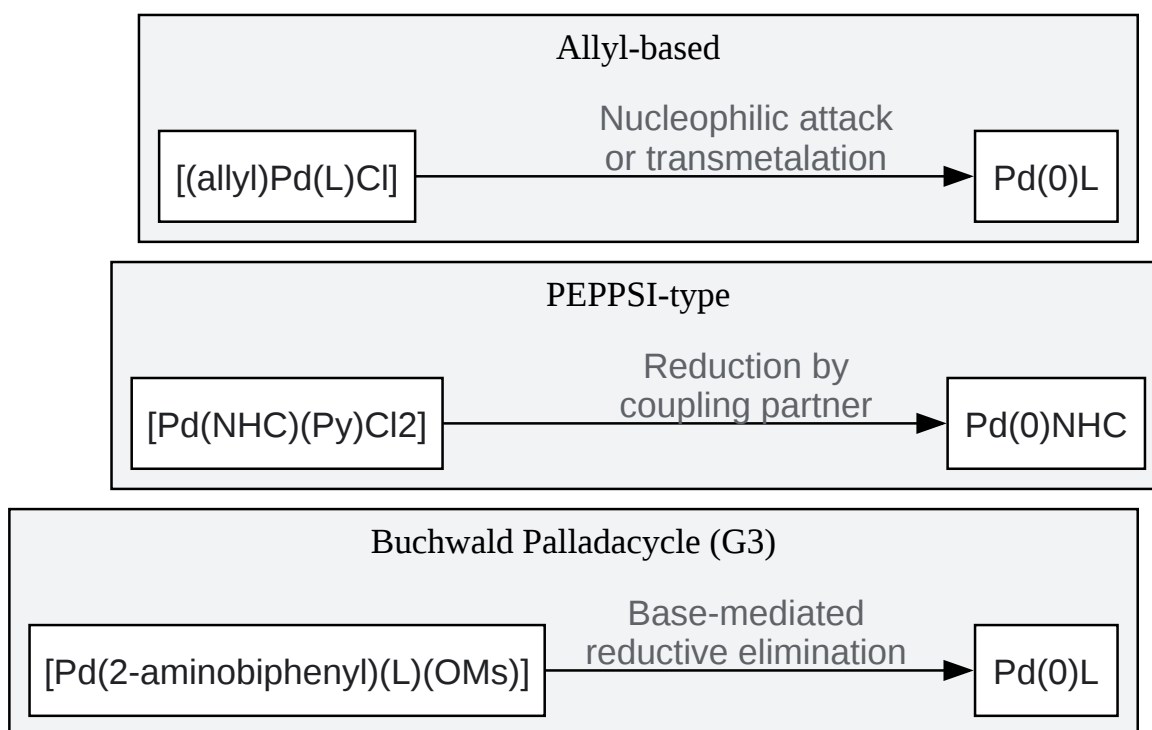 Allyl-based
Nucleophilic attack
or transmetalation
[(allyl)Pd(L)Cl]
Pd(0)L
PEPPSI-type
Reduction by
coupling partner
[Pd(NHC)(Py)Cl2]
Pd(0)NHC
Buchwald Palladacycle (G3)
Base-mediated
reductive elimination
[Pd(2-aminobiphenyl)(L)(OMs)]
Pd(0)L